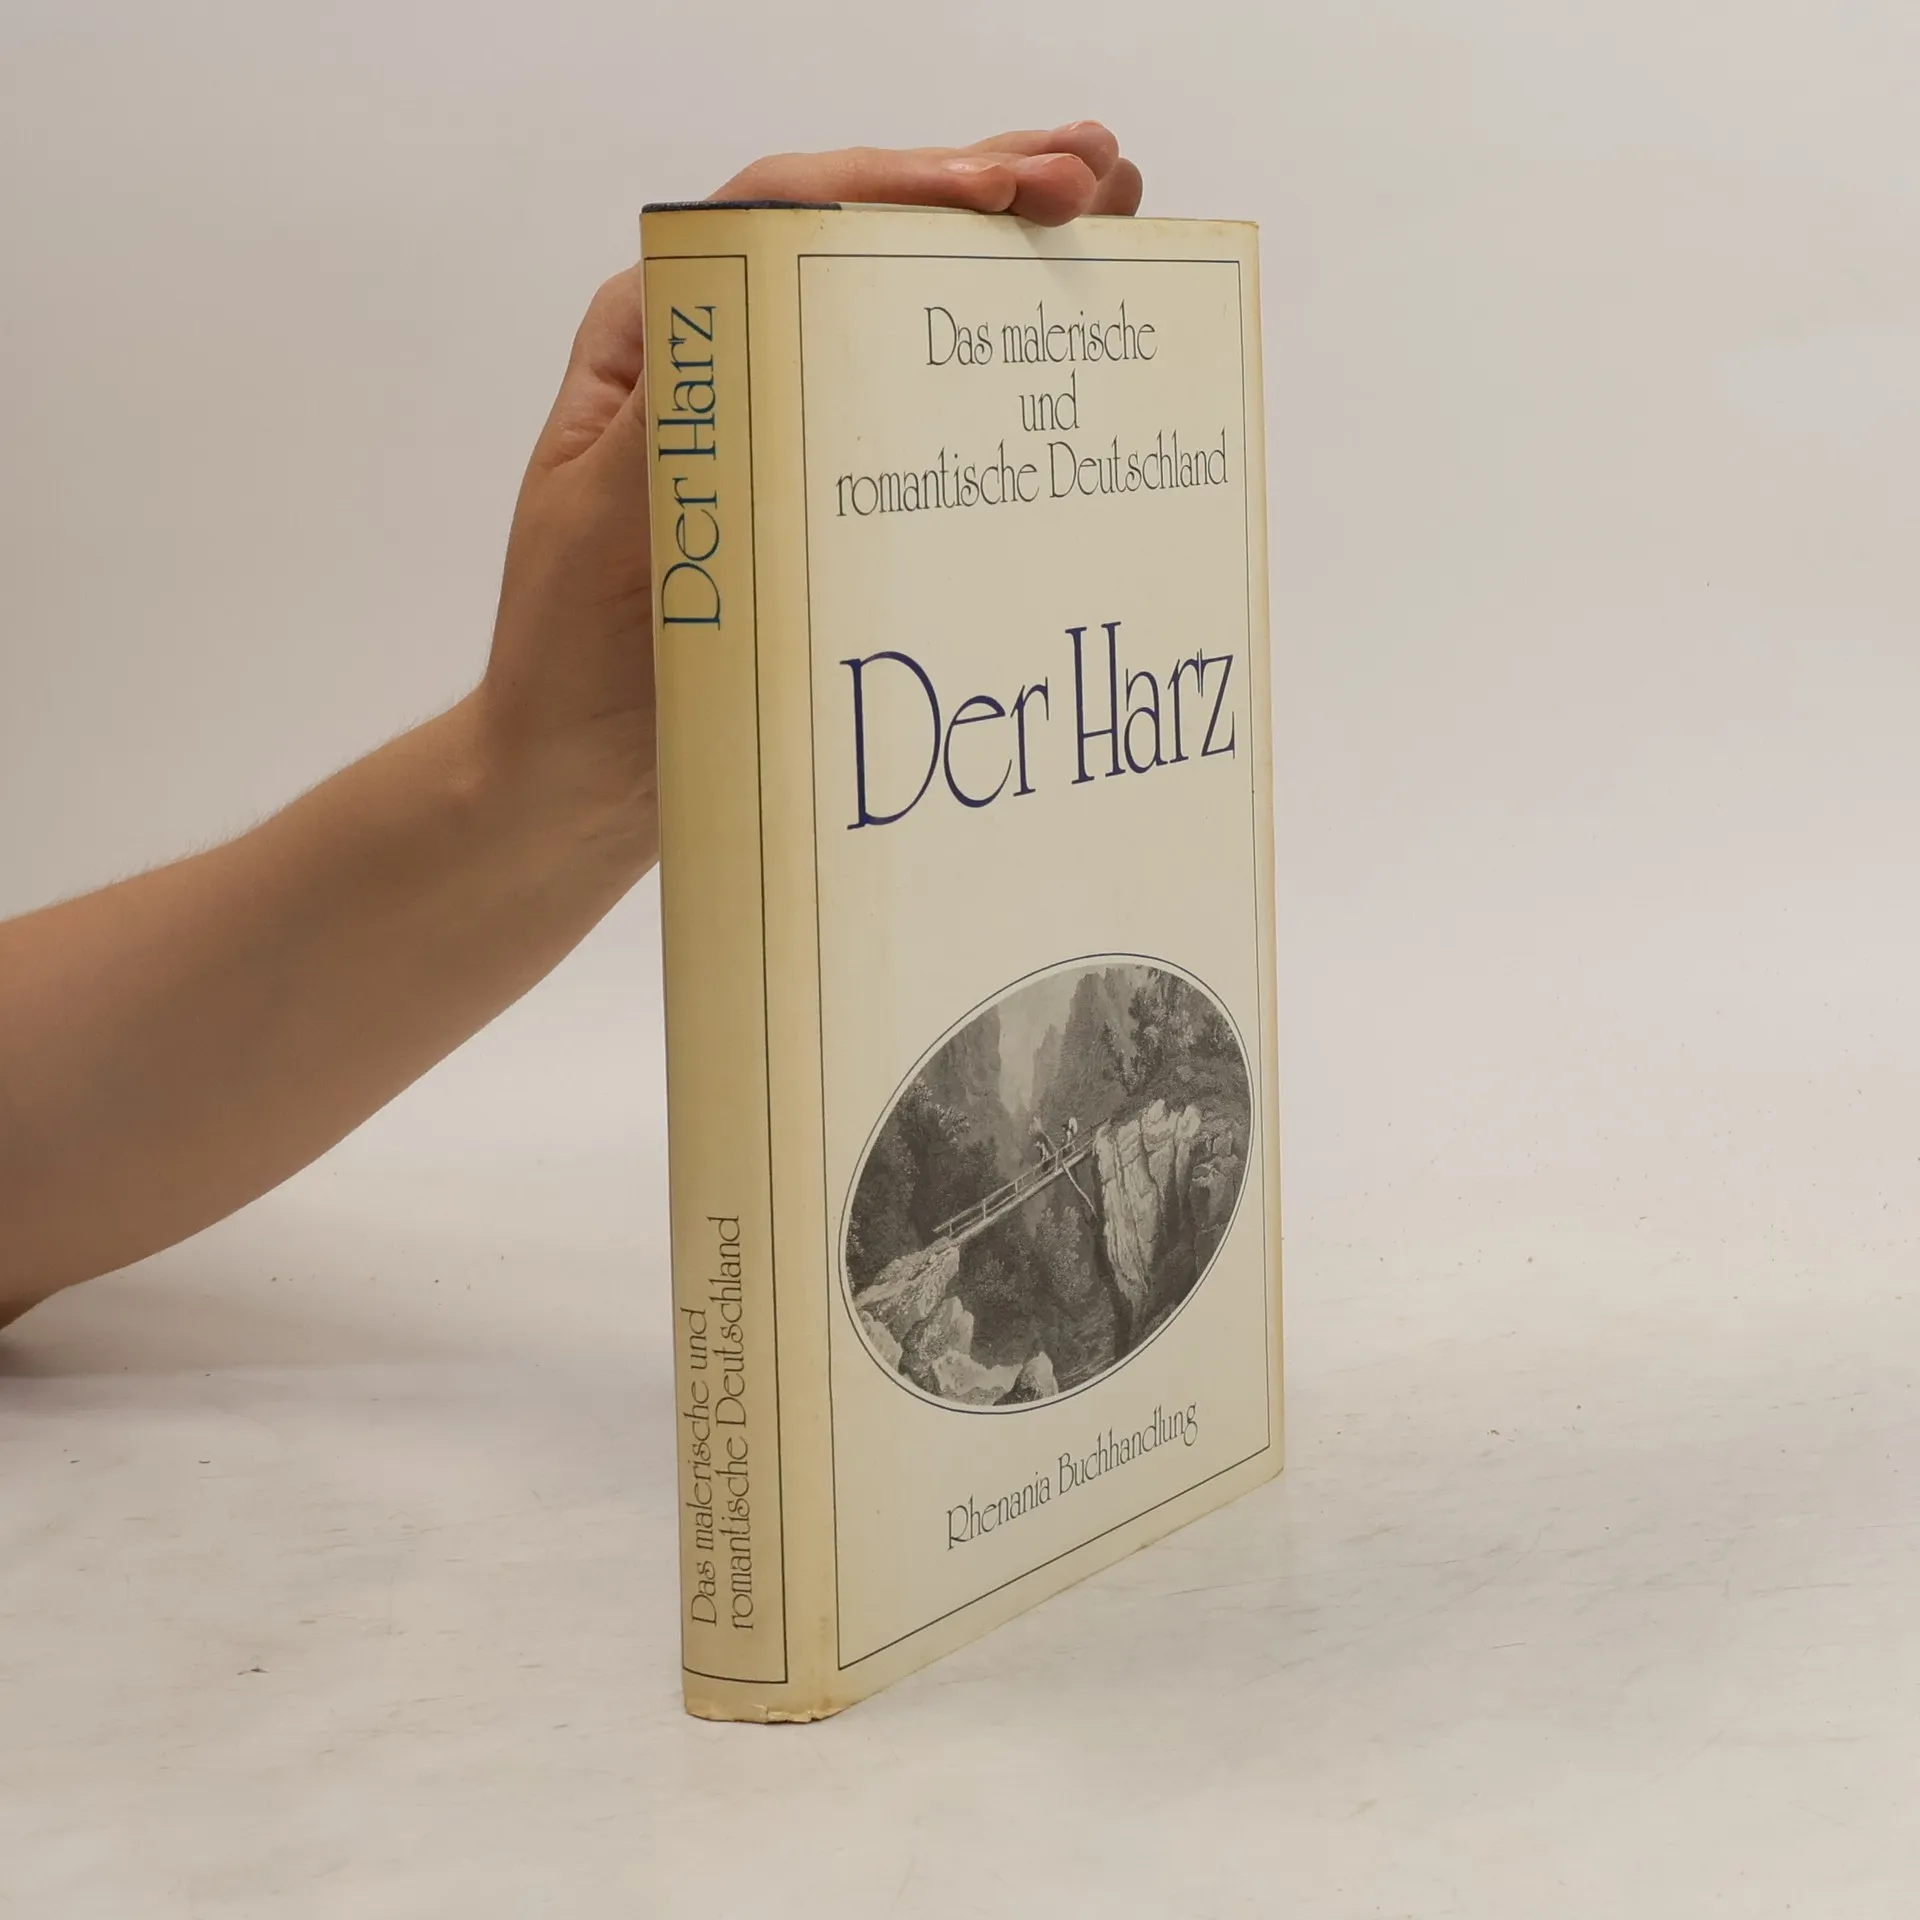 Der Harz
Das malerische und
romantische Deutschland
Das malerische
und
romantische Deutschland
Der Harz
Rhenania Buchhandlung